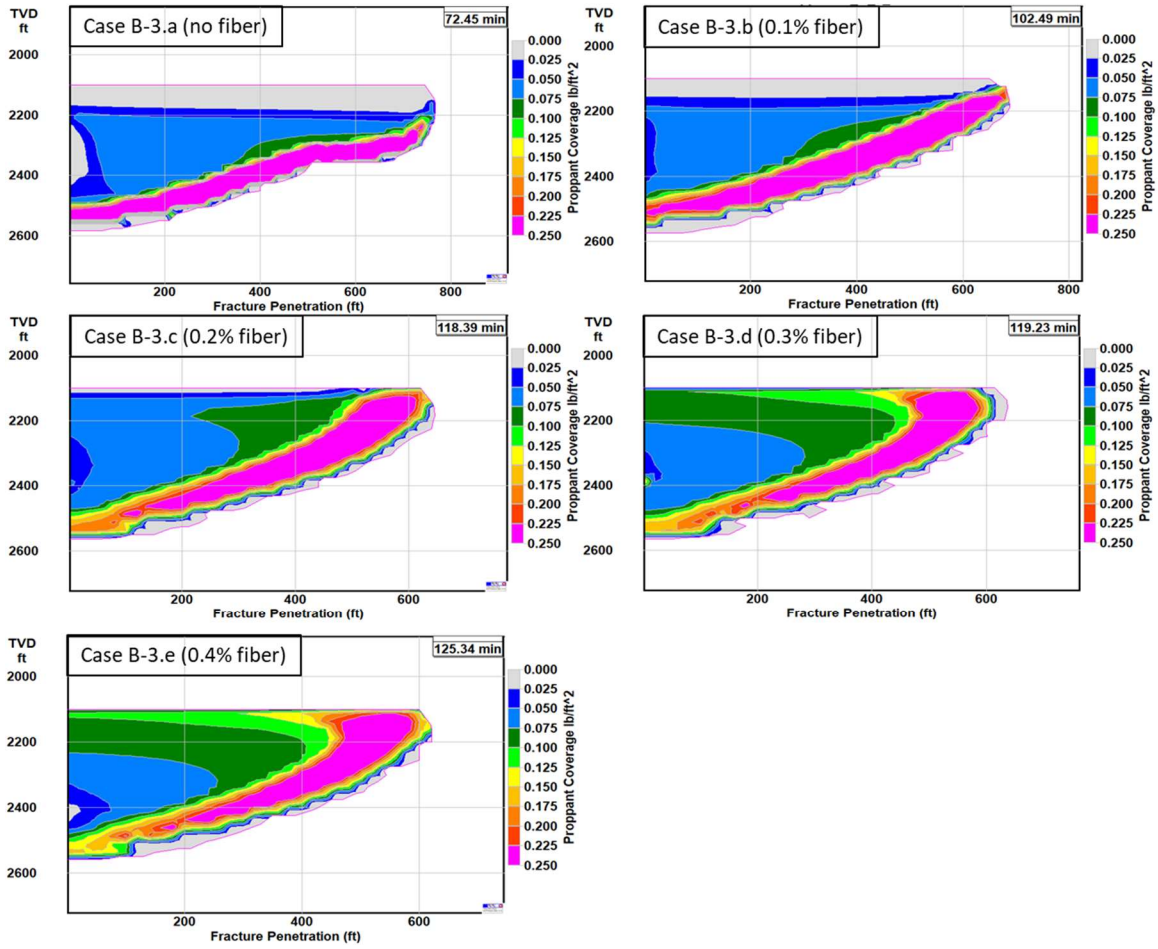 TVD
ft
Case B-3.a (no fiber)
72.45 min
2000
2200
2400
2600
200 400 600 800
Fracture Penetration (ft)
0.000
0.025
0.050
0.075
0.100
0.125
0.150
0.175
0.200
0.225
0.250
Proppant Coverage lb/ft^2
TVD
ft
Case B-3.b (0.1% fiber)
102.49 min
2000
2200
2400
2600
200 400 600 800
Fracture Penetration (ft)
0.000
0.025
0.050
0.075
0.100
0.125
0.150
0.175
0.200
0.225
0.250
Proppant Coverage lb/ft^2
TVD
ft
Case B-3.c (0.2% fiber)
118.39 min
2000
2200
2400
2600
200 400 600
Fracture Penetration (ft)
0.000
0.025
0.050
0.075
0.100
0.125
0.150
0.175
0.200
0.225
0.250
Proppant Coverage lb/ft^2
TVD
ft
Case B-3.d (0.3% fiber)
119.23 min
2000
2200
2400
2600
200 400 600
Fracture Penetration (ft)
0.000
0.025
0.050
0.075
0.100
0.125
0.150
0.175
0.200
0.225
0.250
Proppant Coverage lb/ft^2
TVD
ft
Case B-3.e (0.4% fiber)
125.34 min
2000
2200
2400
2600
200 400 600
Fracture Penetration (ft)
0.000
0.025
0.050
0.075
0.100
0.125
0.150
0.175
0.200
0.225
0.250
Proppant Coverage lb/ft^2